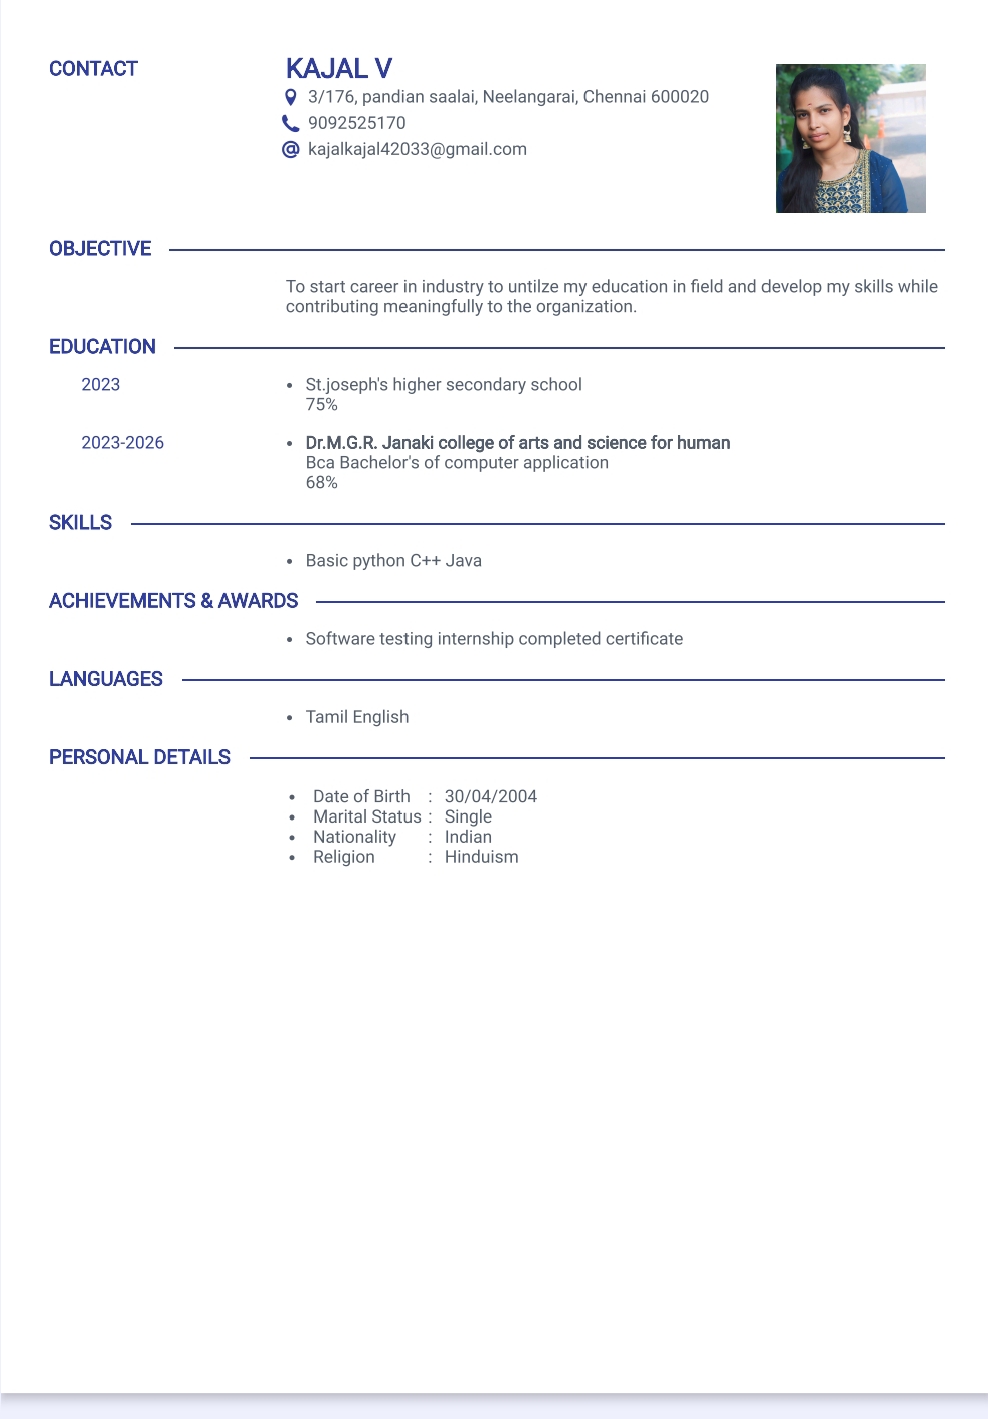 CONTACT
KAJAL V
3/176, pandian saalai, Neelangarai, Chennai 600020
9092525170
kajalkajal42033@gmail.com
OBJECTIVE
To start career in industry to untilze my education in field and develop my skills while
contributing meaningfully to the organization.
EDUCATION
2023
• St.joseph's higher secondary school
75%
2023-2026
• Dr.M.G.R. Janaki college of arts and science for human
Bca Bachelor's of computer application
68%
SKILLS
• Basic python C++ Java
ACHIEVEMENTS & AWARDS
• Software testing internship completed certificate
LANGUAGES
• Tamil English
PERSONAL DETAILS
• Date of Birth : 30/04/2004
• Marital Status : Single
• Nationality : Indian
• Religion : Hinduism